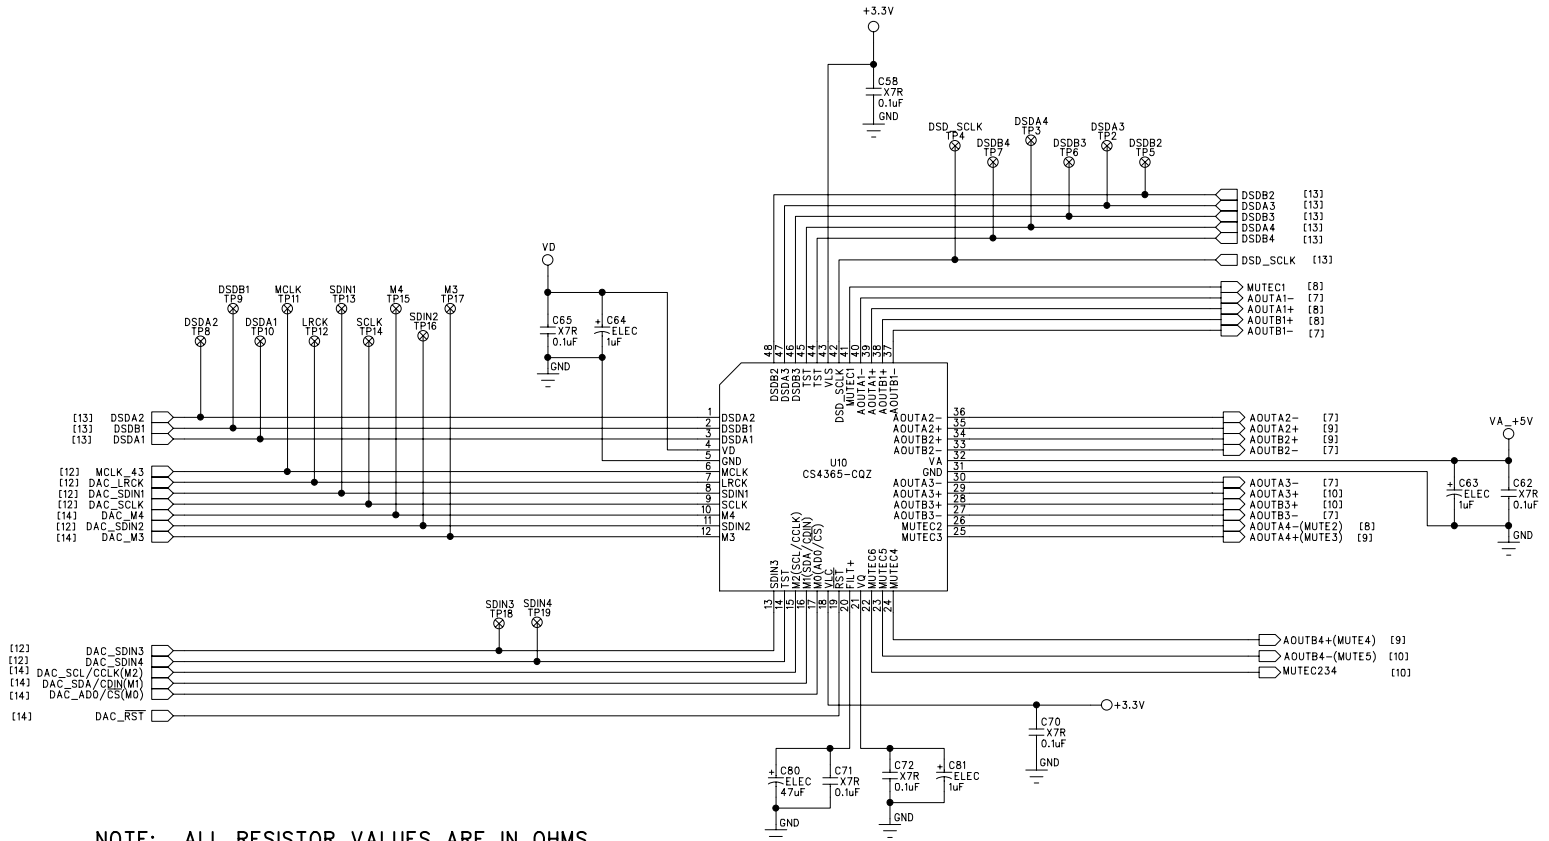 +3.3V
C58
X7R
0.1uF
GND
DSD_SCLK
TP4
DSDB4
TP7
DSDA4
TP3
DSDB3
TP6
DSDA3
TP2
DSDB2
TP5
DSDB2 [13]
DSDA3 [13]
DSDB3 [13]
DSDA4 [13]
DSDB4 [13]
DSD_SCLK [13]
MUTEC1 [8]
AOUTA1- [7]
AOUTA1+ [8]
AOUTB1+ [8]
AOUTB1- [7]
VD
C65
X7R
0.1uF
C64
ELEC
1uF
GND
DSDA2
TP8
DSDB1
TP9
DSDA1
TP10
MCLK
TP11
LRCK
TP12
SDIN1
TP13
SCLK
TP14
M4
TP15
SDIN2
TP16
M3
TP17
[13] DSDA2
[13] DSDB1
[13] DSDA1
[12] MCLK_43
[12] DAC_LRCK
[12] DAC_SDIN1
[12] DAC_SCLK
[14] DAC_M4
[12] DAC_SDIN2
[14] DAC_M3
48 47 46 45 44 43 42 41 40 39 38 37
DSDB2
DSDA3
DSDB3
TST
TST
VLS
DSD_SCLK
MUTEC1
AOUTA1-
AOUTA1+
AOUTB1+
AOUTB1-
1 DSDA2
2 DSDB1
3 DSDA1
4 VD
5 GND
6 MCLK
7 LRCK
8 SDIN1
9 SCLK
10 M4
11 SDIN2
12 M3
U10
CS4365-CQZ
AOUTA2- 36
AOUTA2+ 35
AOUTB2+ 34
AOUTB2- 33
VA 32
GND 31
AOUTA3- 30
AOUTA3+ 29
AOUTB3+ 28
AOUTB3- 27
MUTEC2 26
MUTEC3 25
SDIN3
TST
M2(SCL/CCLK)
M1(SDA/CDIN)
M0(AD0/CS)
VLC
RST
FILT+
VQ
MUTEC6
MUTEC5
MUTEC4
13 14 15 16 17 18 19 20 21 22 23 24
AOUTA2- [7]
AOUTA2+ [9]
AOUTB2+ [9]
AOUTB2- [7]
AOUTA3- [7]
AOUTA3+ [10]
AOUTB3+ [10]
AOUTB3- [7]
AOUTA4-(MUTE2) [8]
AOUTA4+(MUTE3) [9]
VA_+5V
C63
ELEC
1uF
C62
X7R
0.1uF
GND
SDIN3
TP18
SDIN4
TP19
[12] DAC_SDIN3
[12] DAC_SDIN4
[14] DAC_SCL/CCLK(M2)
[14] DAC_SDA/CDIN(M1)
[14] DAC_AD0/CS(M0)
[14] DAC_RST
AOUTB4+(MUTE4) [9]
AOUTB4-(MUTE5) [10]
MUTEC234 [10]
+3.3V
C70
X7R
0.1uF
GND
C80
ELEC
47uF
C71
X7R
0.1uF
GND
C72
X7R
0.1uF
C81
ELEC
1uF
GND
NOTE: ALL RESISTOR VALUES ARE IN OHMS